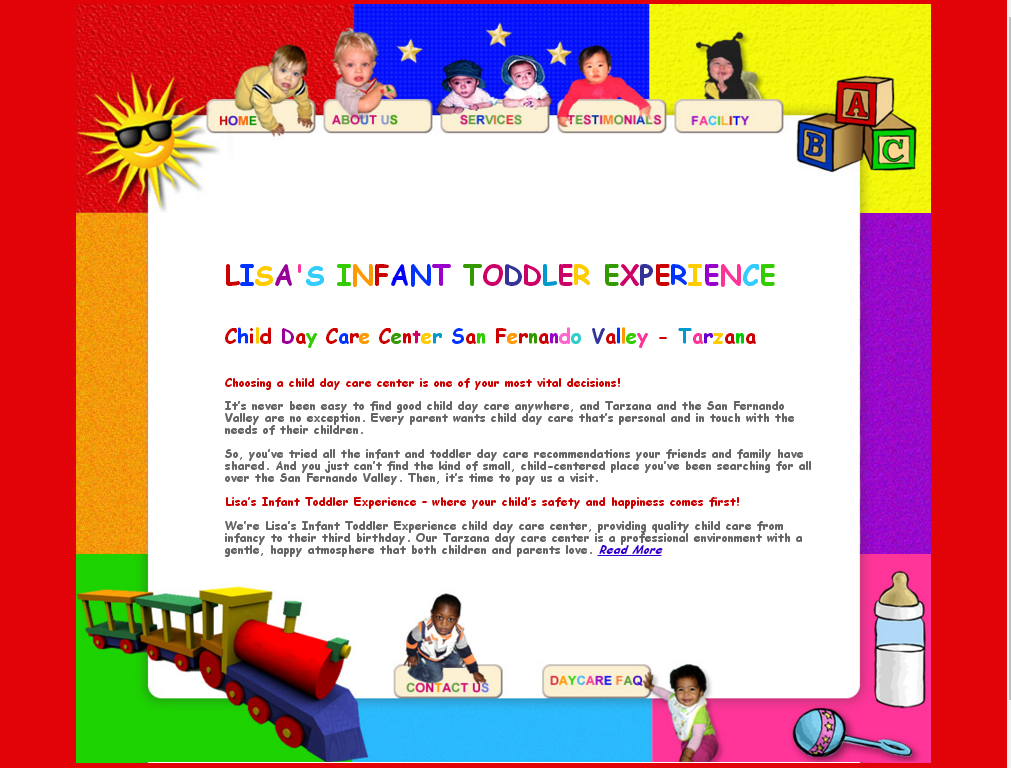 HOME
ABOUT US
SERVICES
TESTIMONIALS
FACILITY
A
B
C
LISA'S INFANT TODDLER EXPERIENCE
Child Day Care Center San Fernando Valley - Tarzana
Choosing a child day care center is one of your most vital decisions!
It's never been easy to find good child day care anywhere, and Tarzana and the San Fernando
Valley are no exception. Every parent wants child day care that's personal and in touch with the
needs of their children.
So, you've tried all the infant and toddler day care recommendations your friends and family have
shared. And you just can't find the kind of small, child-centered place you've been searching for all
over the San Fernando Valley. Then, it's time to pay us a visit.
Lisa's Infant Toddler Experience - where your child's safety and happiness comes first!
We're Lisa's Infant Toddler Experience child day care center, providing quality child care from
infancy to their third birthday. Our Tarzana day care center is a professional environment with a
gentle, happy atmosphere that both children and parents love. Read More
CONTACT US
DAYCARE FAQ